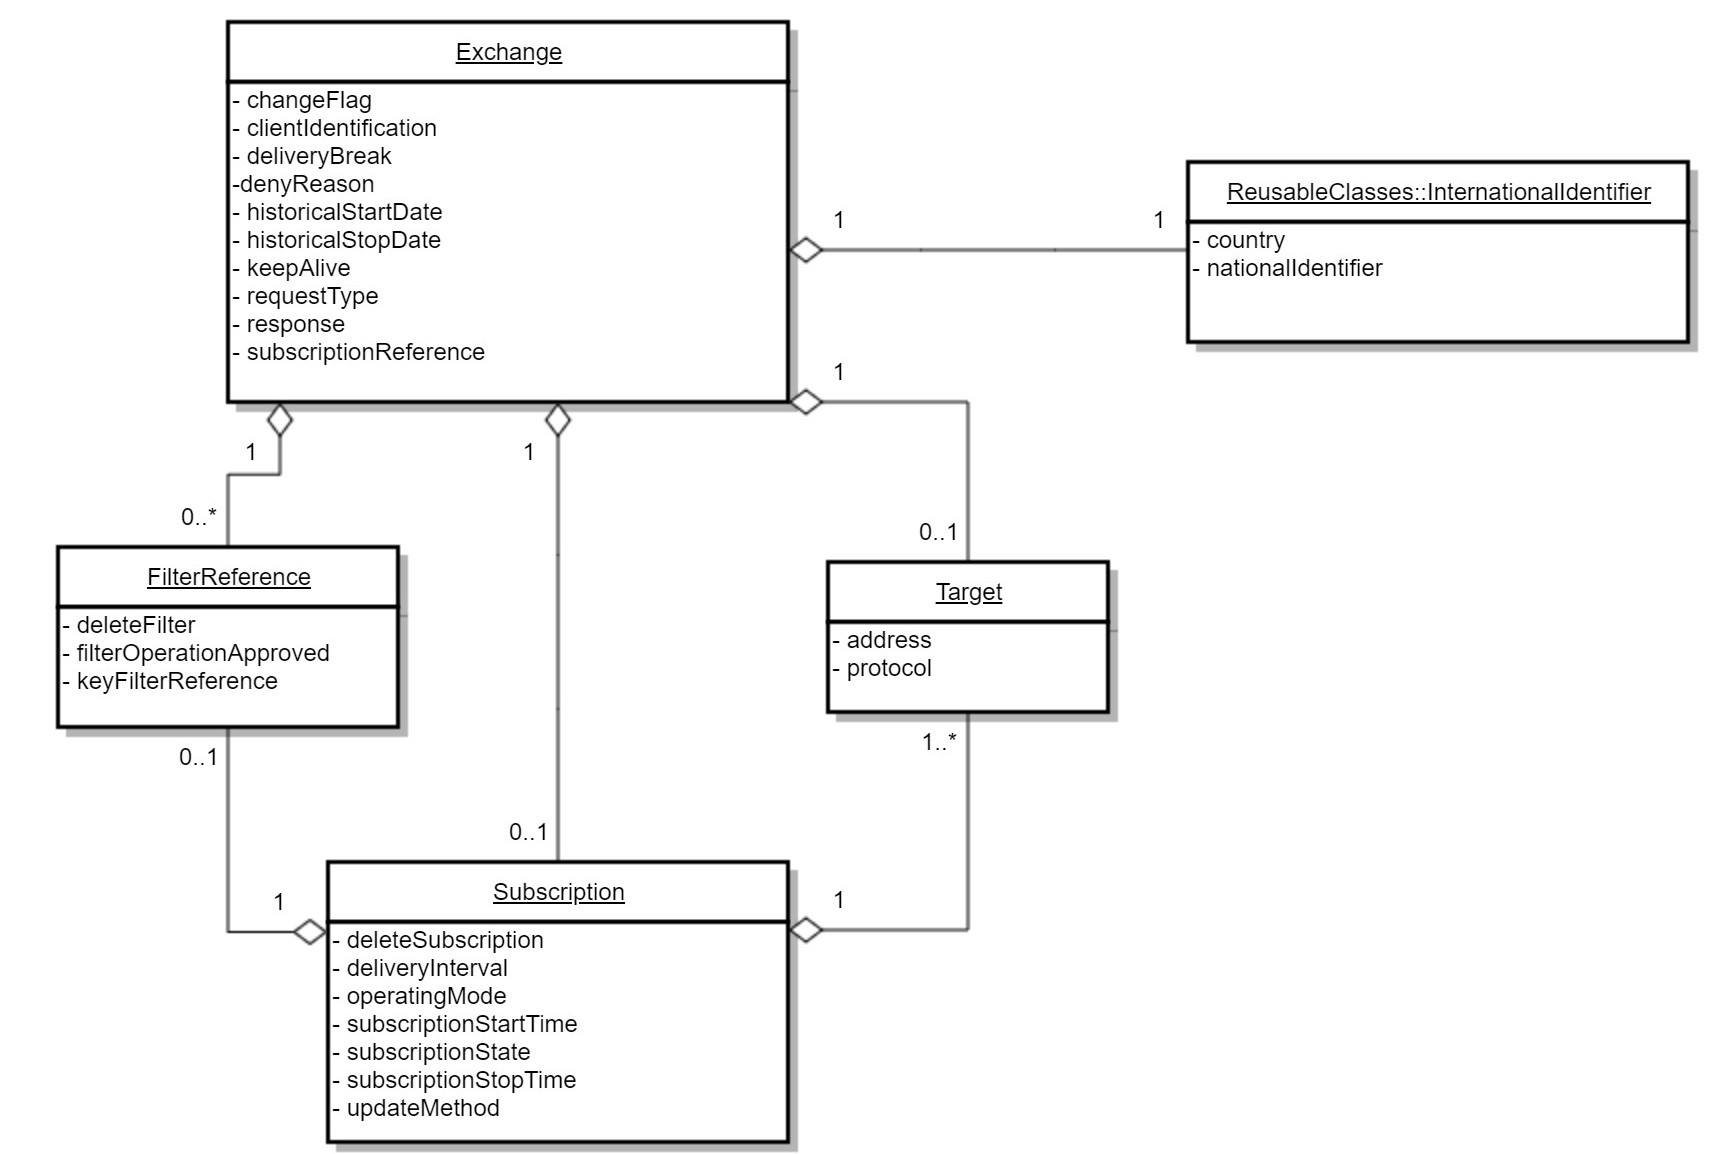 Exchange
- changeFlag
- clientIdentification
- deliveryBreak
-denyReason
- historicalStartDate
- historicalStopDate
- keepAlive
- requestType
- response
- subscriptionReference
1
1
ReusableClasses::InternationalIdentifier
- country
- nationalIdentifier
1
1
1
0..*
0..1
FilterReference
- deleteFilter
- filterOperationApproved
- keyFilterReference
Target
- address
- protocol
0..1
1..*
0..1
1
1
Subscription
- deleteSubscription
- deliveryInterval
- operatingMode
- subscriptionStartTime
- subscriptionState
- subscriptionStopTime
- updateMethod